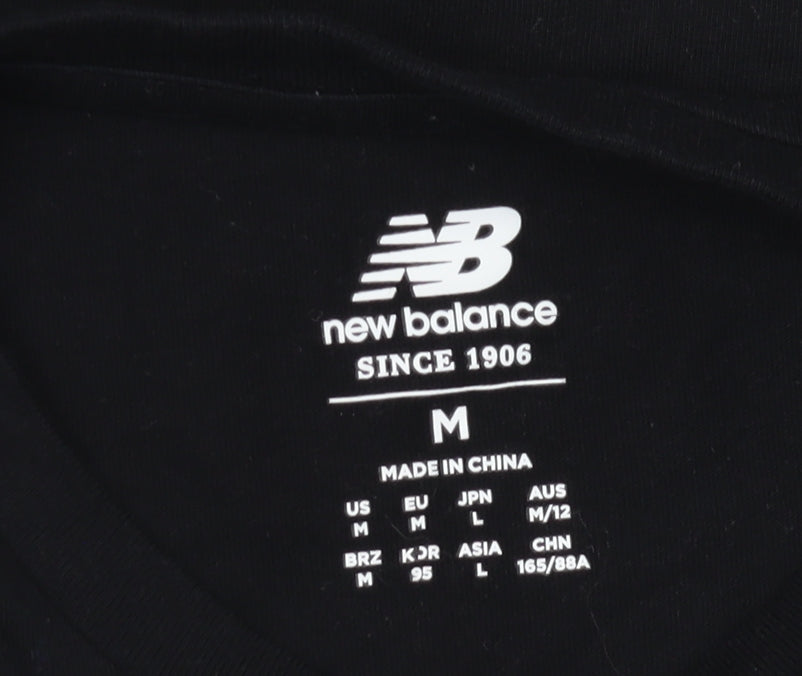 NB
new balance
SINCE 1906
M
MADE IN CHINA
US EU JPN AUS
M M L M/12
BRZ KOR ASIA CHN
M 95 L 165/88A